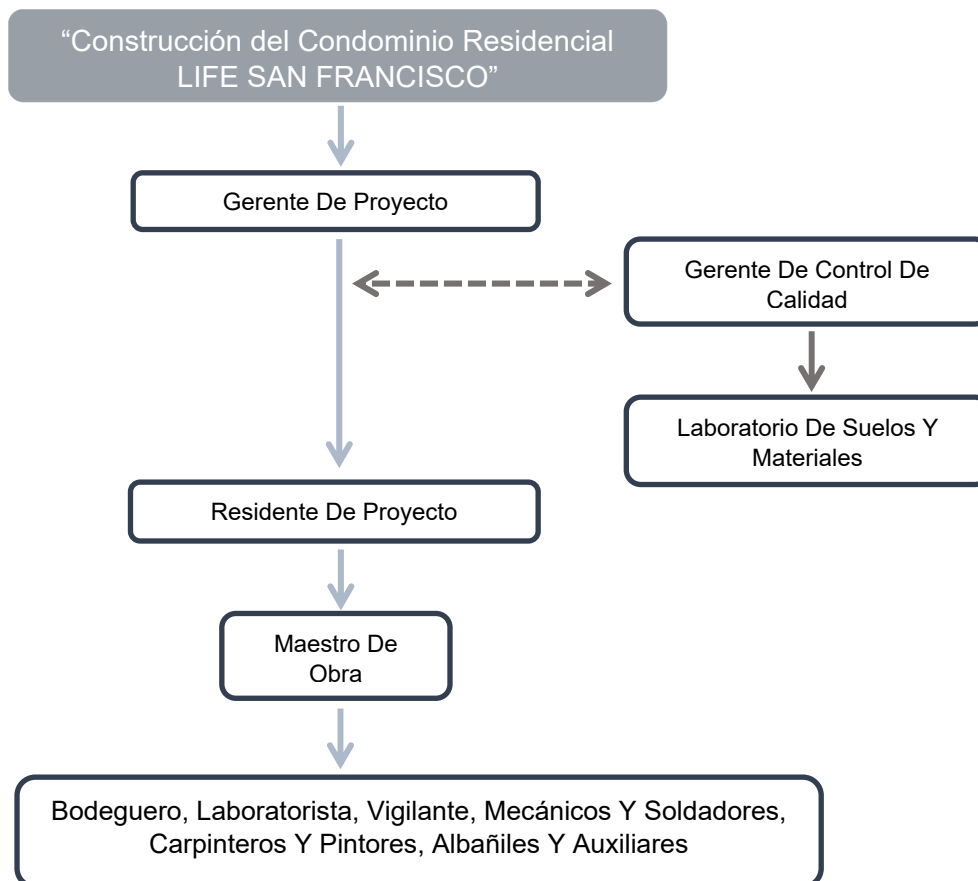 “Construcción del Condominio Residencial
LIFE SAN FRANCISCO”
Gerente De Proyecto
Gerente De Control De
Calidad
Laboratorio De Suelos Y
Materiales
Residente De Proyecto
Maestro De
Obra
Bodeguero, Laboratorista, Vigilante, Mecánicos Y Soldadores,
Carpinteros Y Pintores, Albañiles Y Auxiliares